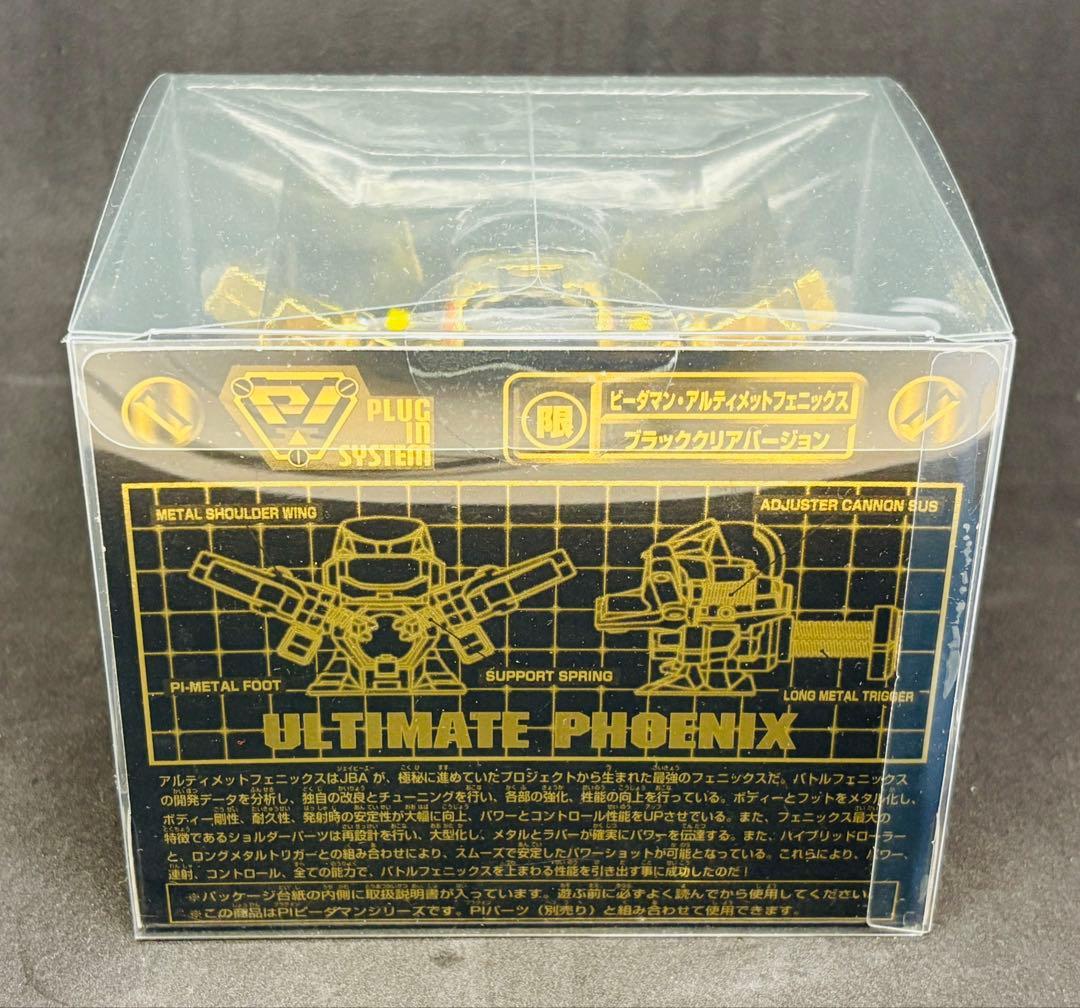 PI
PLUG
IN
SYSTEM
限
ビーダマン・アルティメットフェニックス
ブラッククリアバージョン
METAL SHOULDER WING
ADJUSTER CANNON SUS
PI-METAL FOOT
SUPPORT SPRING
LONG METAL TRIGGER
ULTIMATE PHOENIX
アルティメットフェニックスはJBAが、極秘に進めていたプロジェクトから生まれた最強のフェニックスだ。バトルフェニックス
の開発データを分析し、独自の改良とチューニングを行い、各部の強化、性能の向上を行っている。ボディーとフットをメタル化し、
ボディー剛性、耐久性、発射時の安定性が大幅に向上、パワーとコントロール性能をUPさせている。また、フェニックス最大の
特徴であるショルダーパーツは再設計を行い、大型化し、メタルとラバーが確実にパワーを伝達する。また、ハイブリッドローラー
と、ロングメタルトリガーとの組み合わせにより、スムーズで安定したパワーショットが可能となっている。これらにより、パワー、
連射、コントロール、全ての能力で、バトルフェニックスを上まわる性能を引き出す事に成功したのだ!
※パッケージ台紙の内側に取扱説明書が入っています。遊ぶ前に必ずよく読んでから使用してください。
※この商品はPIビーダマンシリーズです。PIパーツ(別売り)と組み合わせて使用できます。